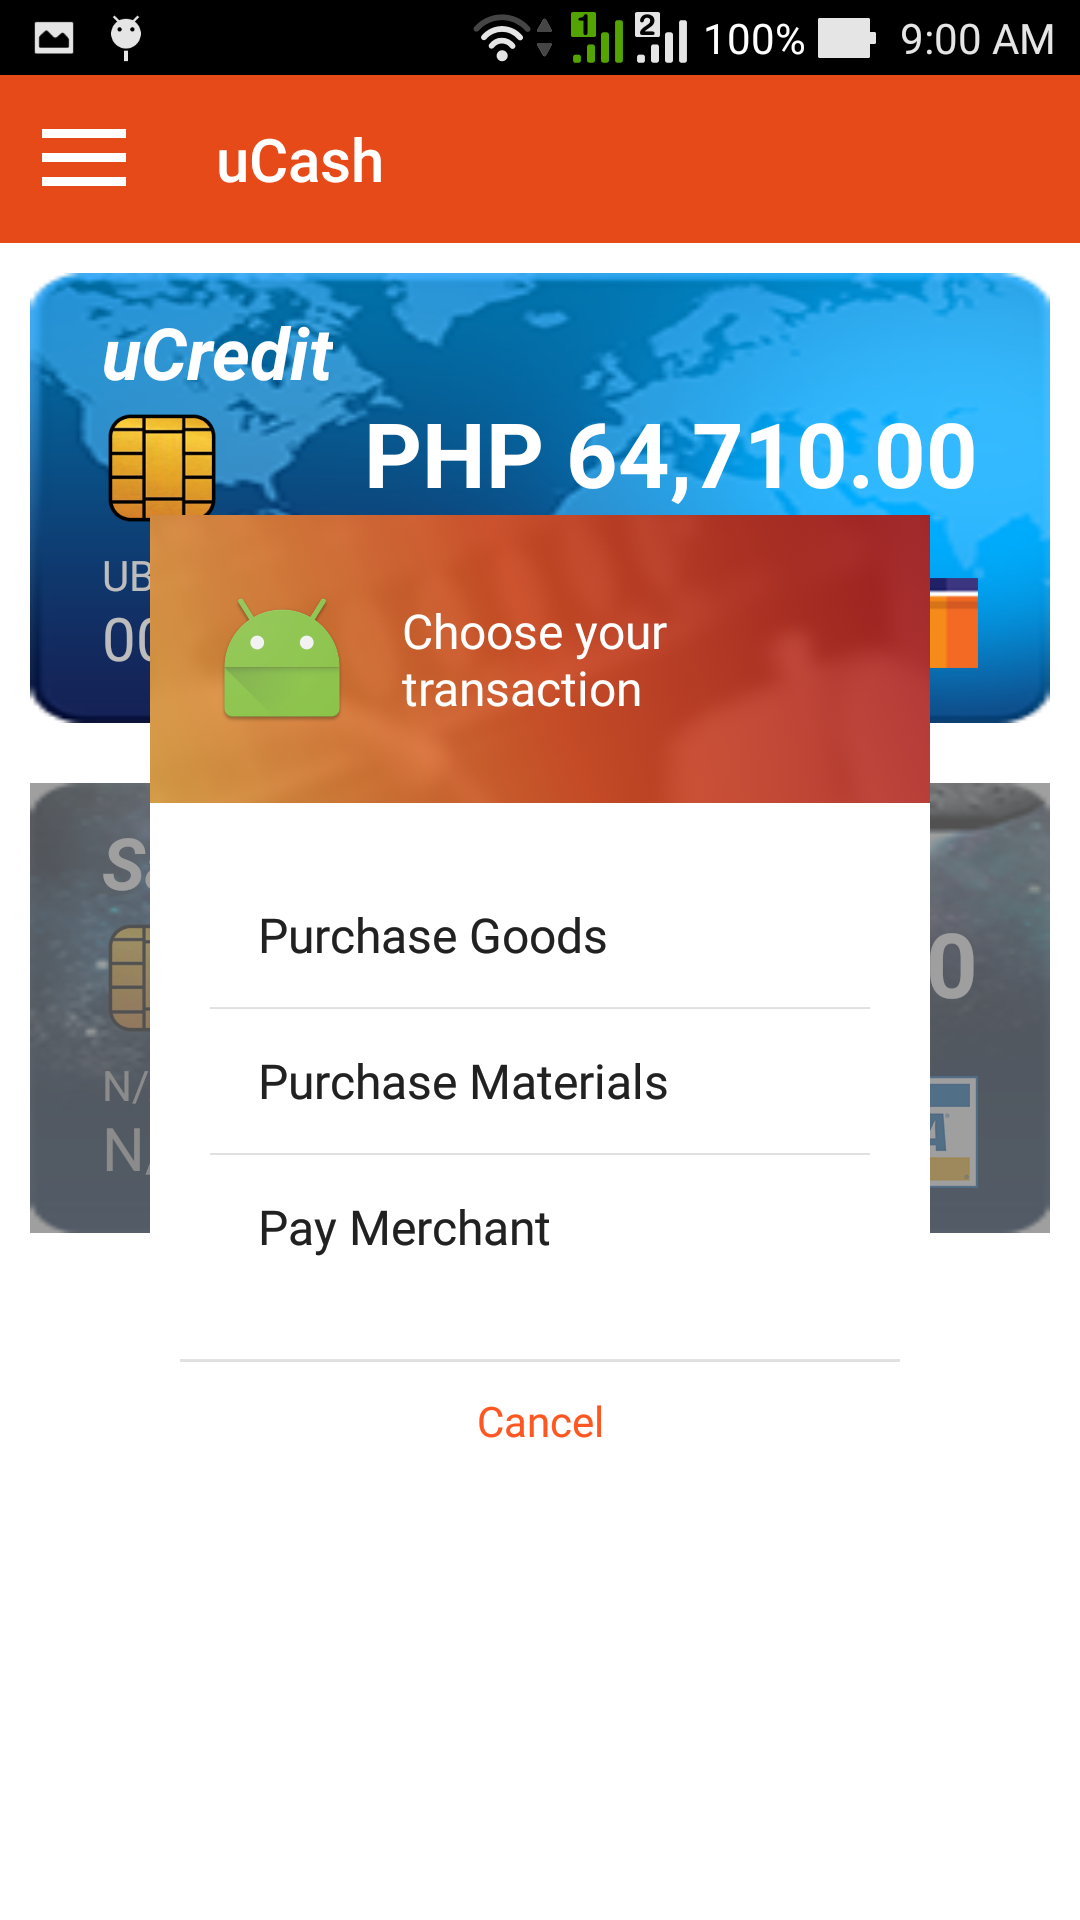 1 2 100% 9:00 AM
uCash
uCredit
PHP 64,710.00
UB
Choose your
transaction
Purchase Goods
Purchase Materials
Pay Merchant
Cancel
0
N/